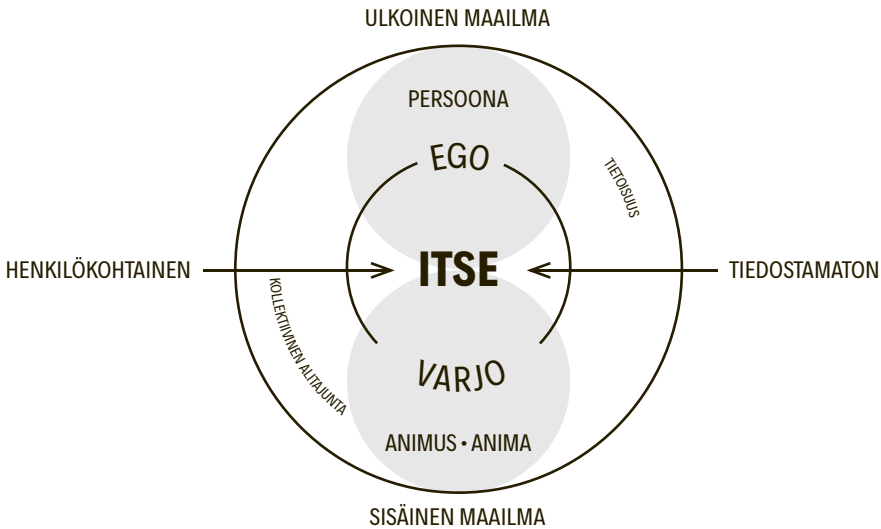 ULKOINEN MAAILMA
PERSOONA
EGO
TIETOISUUS
HENKILÖKOHTAINEN
ITSE
TIEDOSTAMATON
KOLLEKTIIVINEN ALITAJUNTA
VARJO
ANIMUS • ANIMA
SISÄINEN MAAILMA